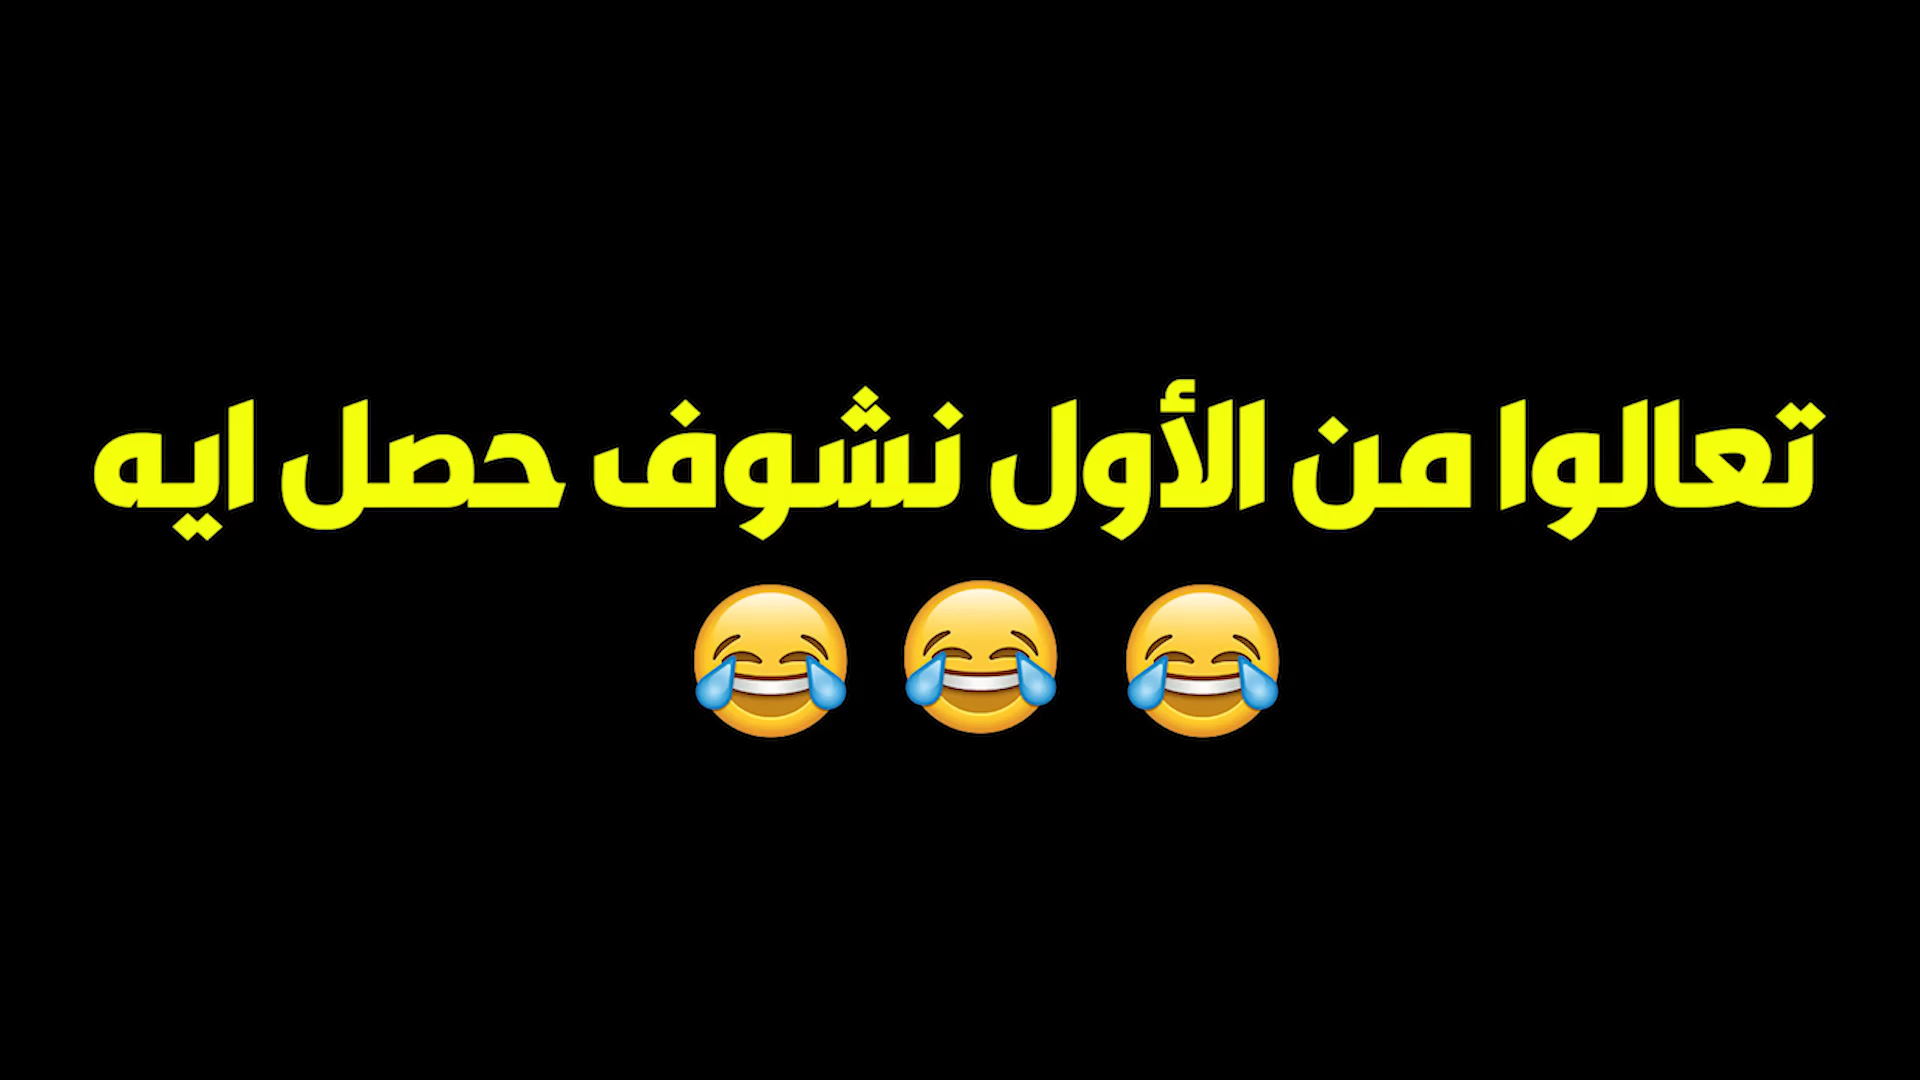 تعالوا من الأول نشوف حصل ايه
😂 😂 😂